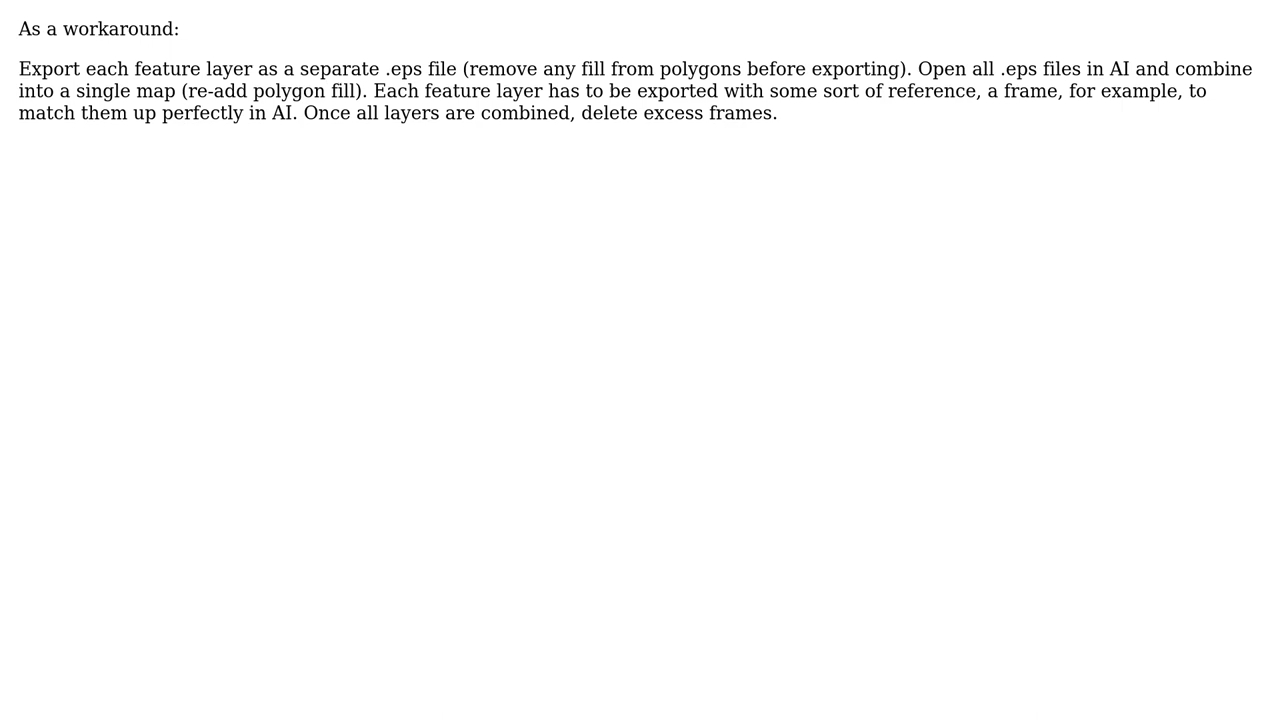 As a workaround:
Export each feature layer as a separate .eps file (remove any fill from polygons before exporting). Open all .eps files in AI and combine
into a single map (re-add polygon fill). Each feature layer has to be exported with some sort of reference, a frame, for example, to
match them up perfectly in AI. Once all layers are combined, delete excess frames.